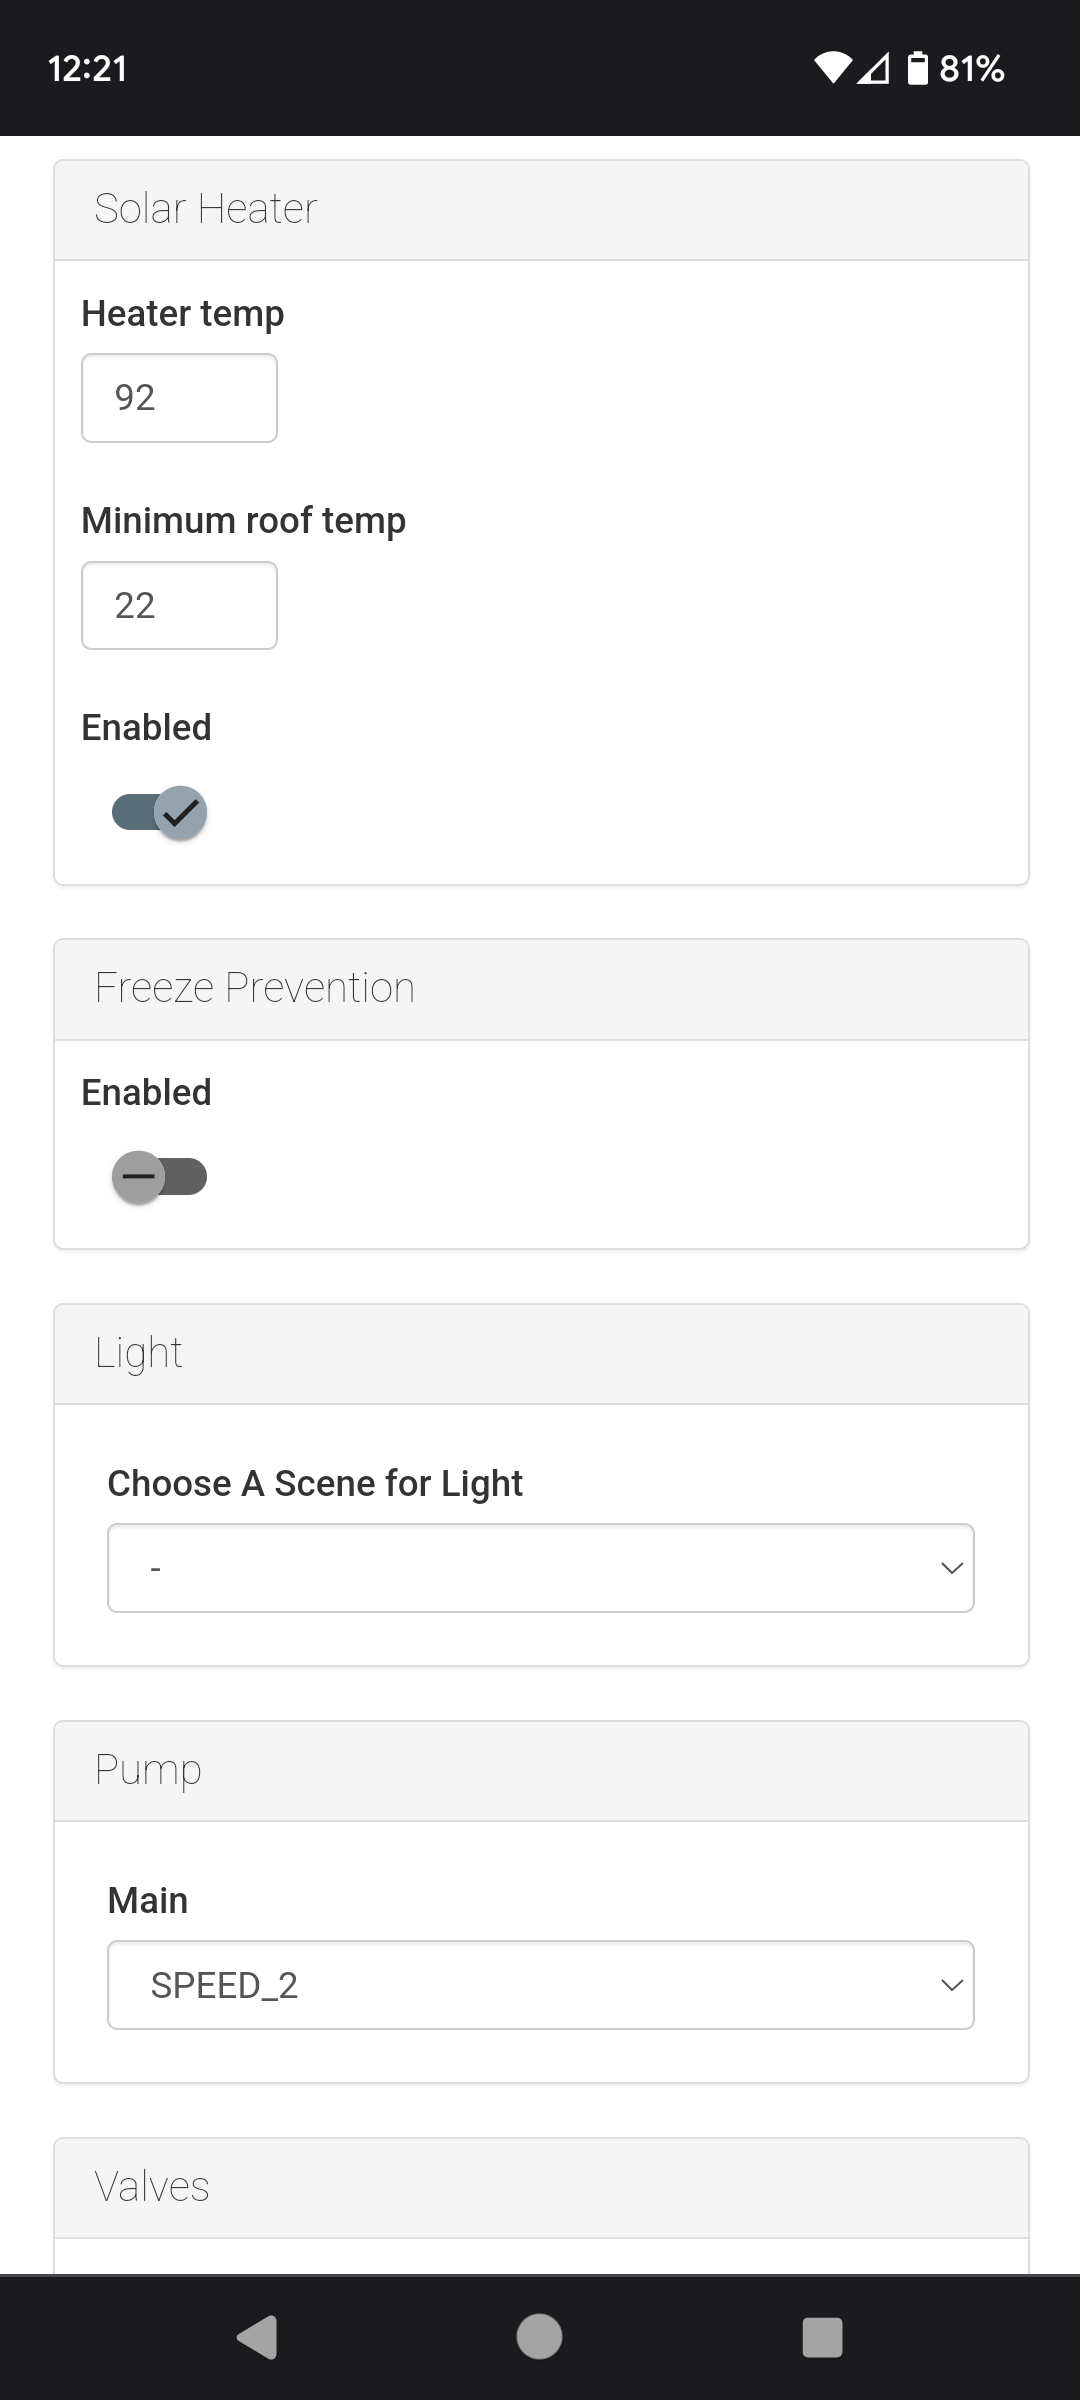 12:21
81%
Solar Heater
Heater temp
92
Minimum roof temp
22
Enabled
Freeze Prevention
Enabled
Light
Choose A Scene for Light
-
Pump
Main
SPEED_2
Valves